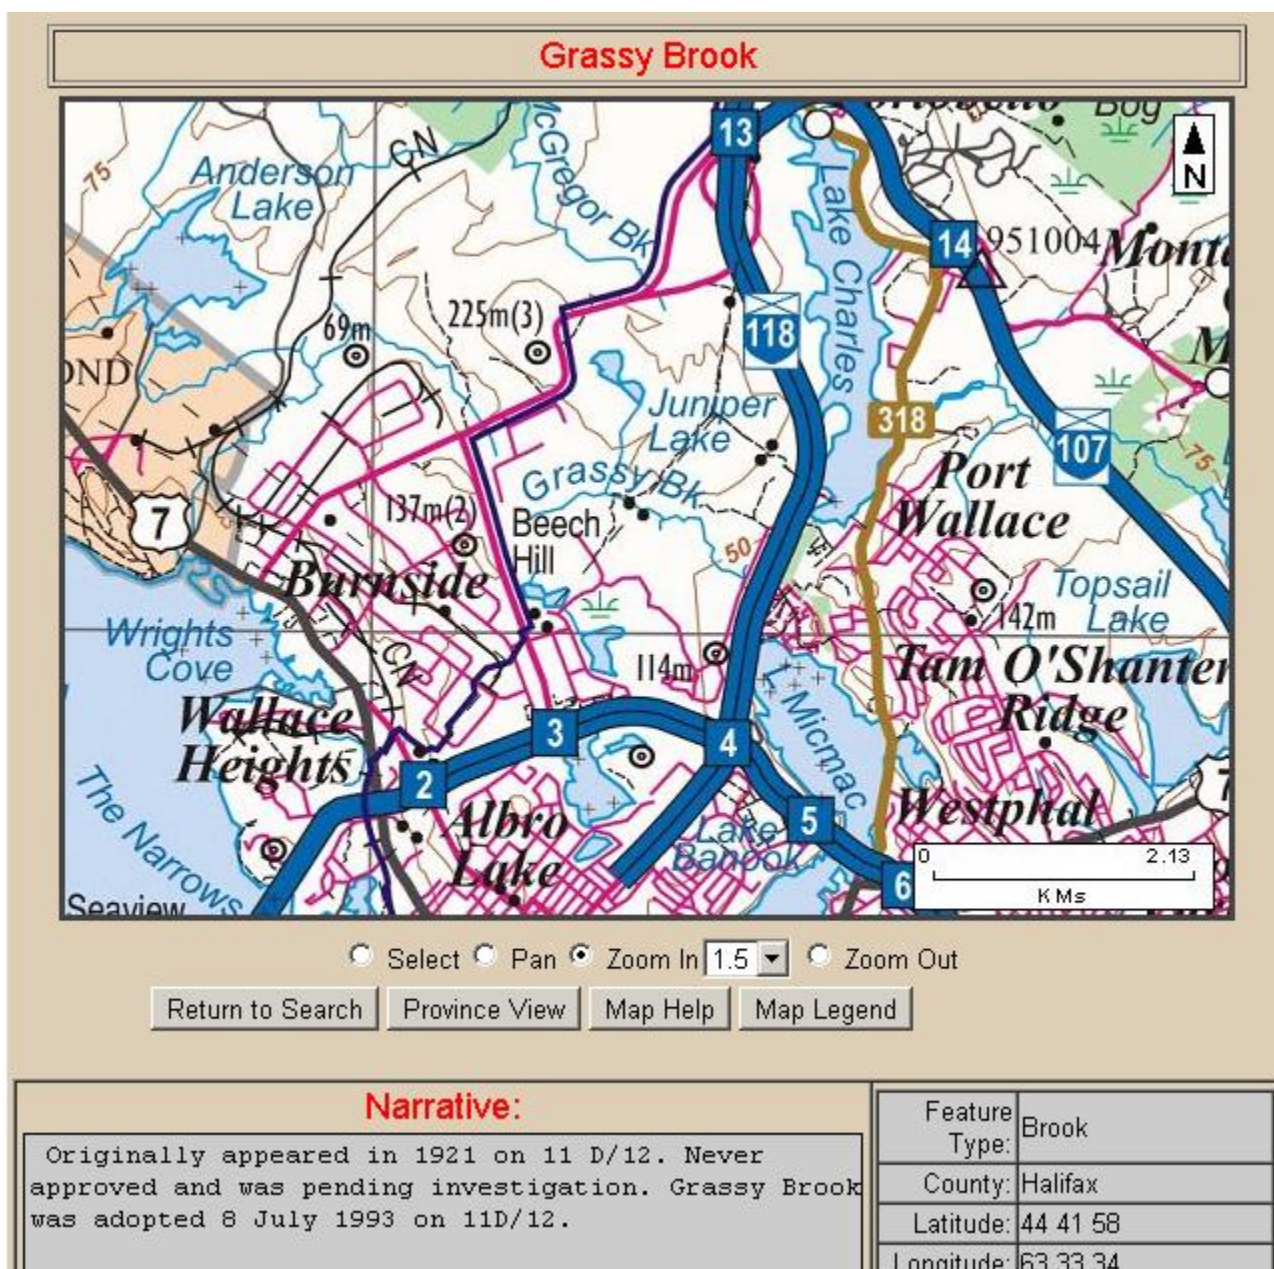 Grassy Brook
Bog
13
N
McGregor Bk
CN
75
Anderson
Lake
Lake Charles
14
951004
225m(3)
69m
118
318
107
Juniper
Lake
Grassy Bk
75
Port
Wallace
7
137m(2)
Beech
Hill
50
Burnside
142m
Topsail
Lake
Wrights
Cove
CN
114m
Tam O'Shanter
Ridge
L Micmac
Wallace
Heights
3
4
2
The Narrows
Albro
Lake
Lake
Banook
5
Westphal
7
6
0 2.13
KMs
Seaview
Select Pan Zoom In 1.5 Zoom Out
Return to Search Province View Map Help Map Legend
Narrative:
Originally appeared in 1921 on 11 D/12. Never
approved and was pending investigation. Grassy Brook
was adopted 8 July 1993 on 11D/12.
Feature
Type: Brook
County: Halifax
Latitude: 44 41 58
Longitude: 63 33 34